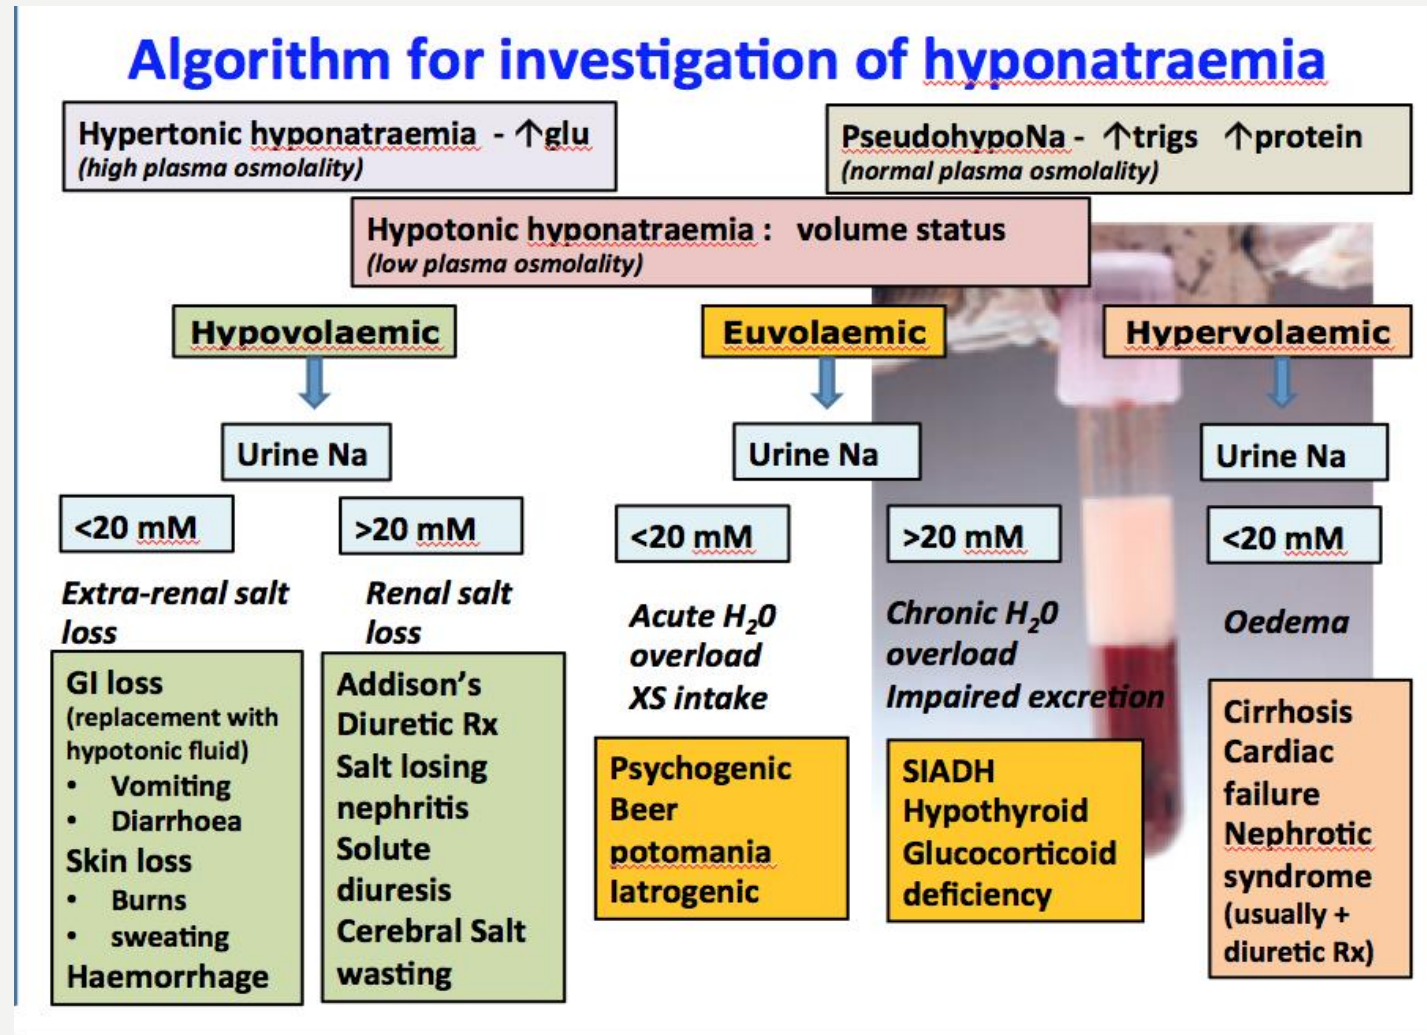 Algorithm for investigation of hyponatraemia
Hypertonic hyponatraemia - ↑glu
(high plasma osmolality)
PseudohypoNa - ↑trigs ↑protein
(normal plasma osmolality)
Hypotonic hyponatraemia : volume status
(low plasma osmolality)
Hypovolaemic
Urine Na
<20 mM
Extra-renal salt
loss
GI loss
(replacement with
hypotonic fluid)
• Vomiting
• Diarrhoea
Skin loss
• Burns
• sweating
Haemorrhage
>20 mM
Renal salt
loss
Addison's
Diuretic Rx
Salt losing
nephritis
Solute
diuresis
Cerebral Salt
wasting
Euvolaemic
Urine Na
<20 mM
Acute H₂0
overload
XS intake
Psychogenic
Beer
potomania
Iatrogenic
>20 mM
Chronic H₂0
overload
Impaired excretion
SIADH
Hypothyroid
Glucocorticoid
deficiency
Hypervolaemic
Urine Na
<20 mM
Oedema
Cirrhosis
Cardiac
failure
Nephrotic
syndrome
(usually +
diuretic Rx)